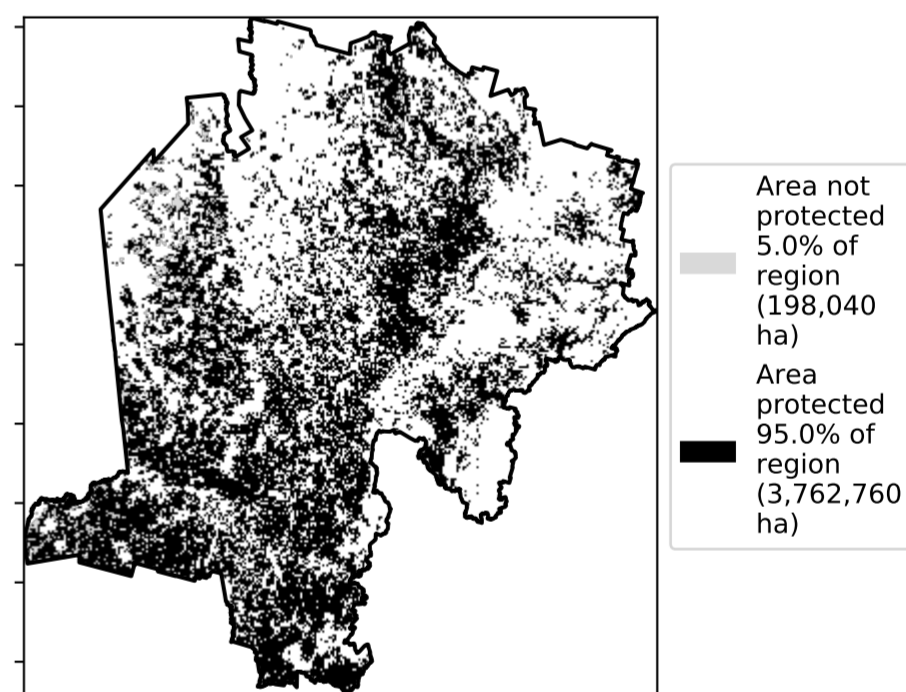 Area not
protected
5.0% of
region
(198,040
ha)
Area
protected
95.0% of
region
(3,762,760
ha)